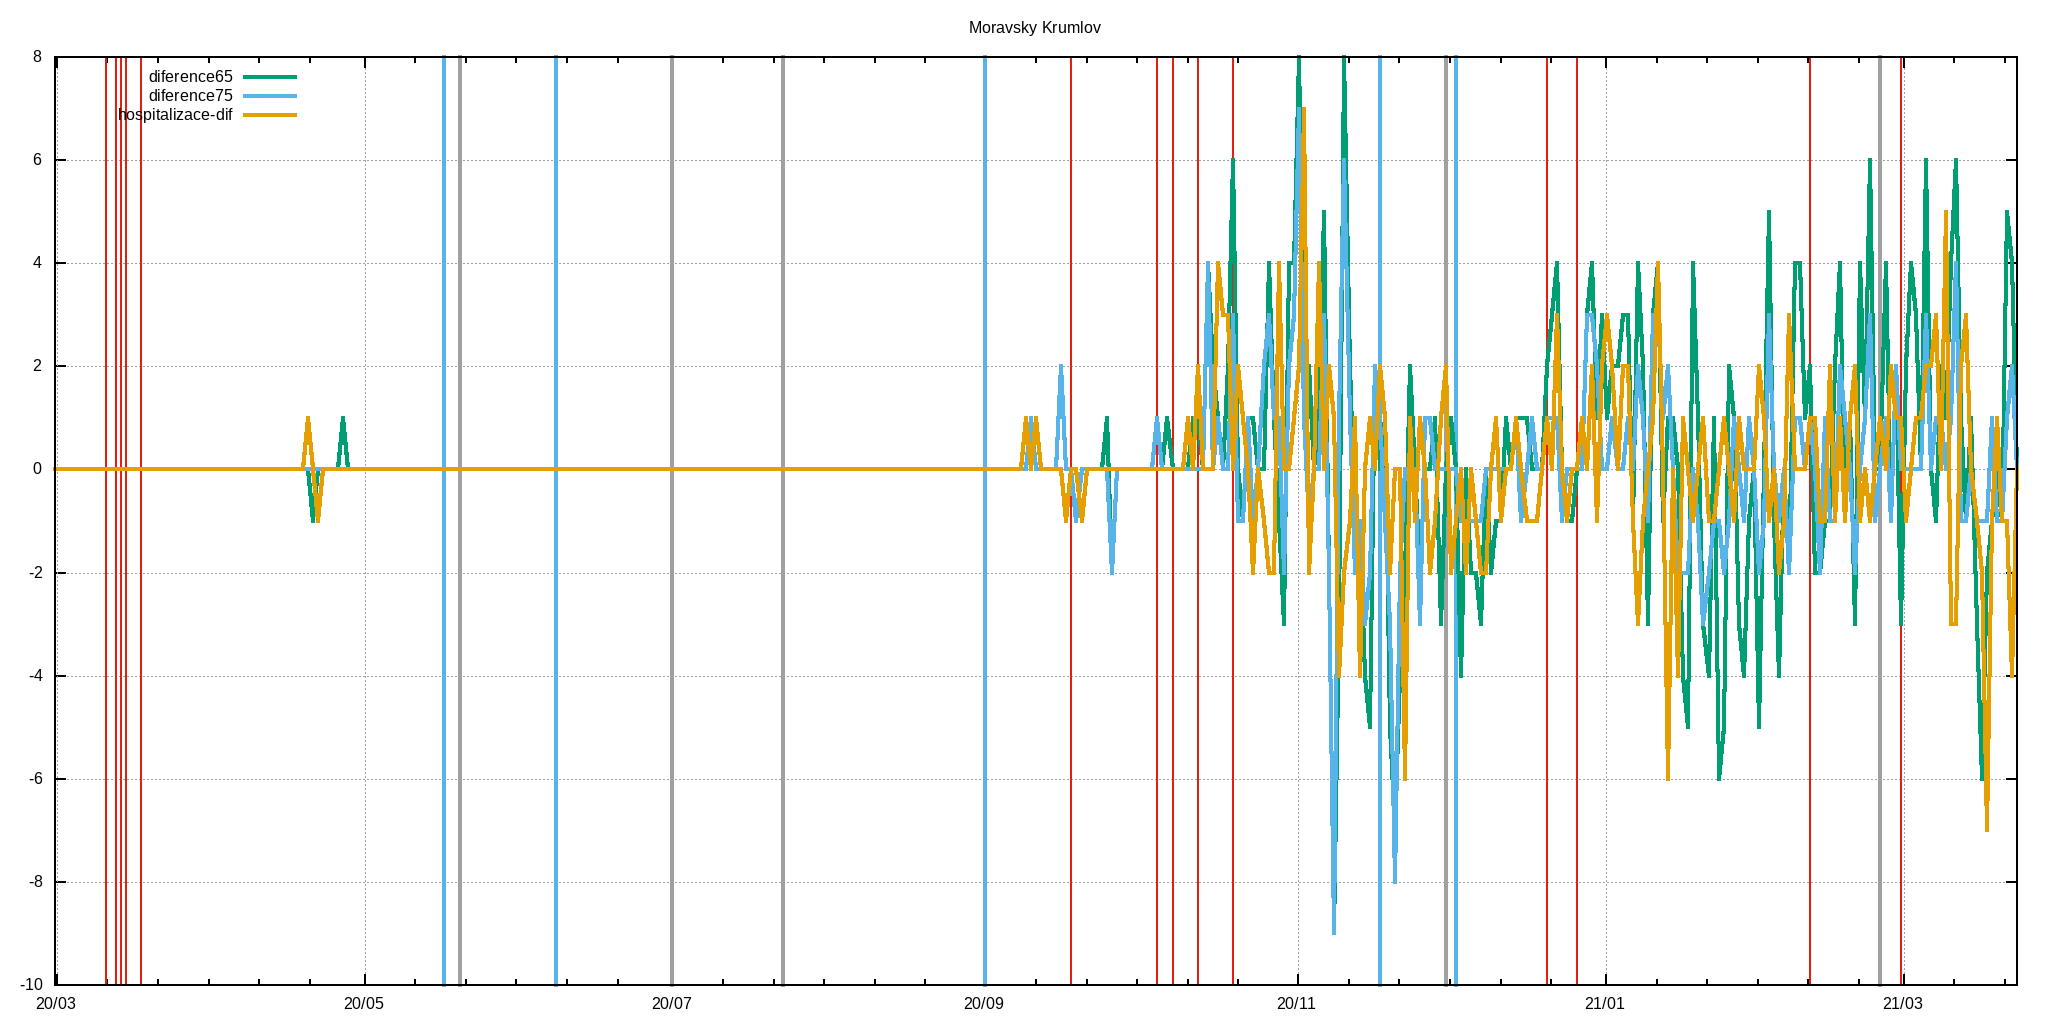 Moravsky Krumlov
8
diference65
diference75
hospitalizace-dif
6
4
2
0
-2
-4
-6
-8
-10
20/03 20/05 20/07 20/09 20/11 21/01 21/03